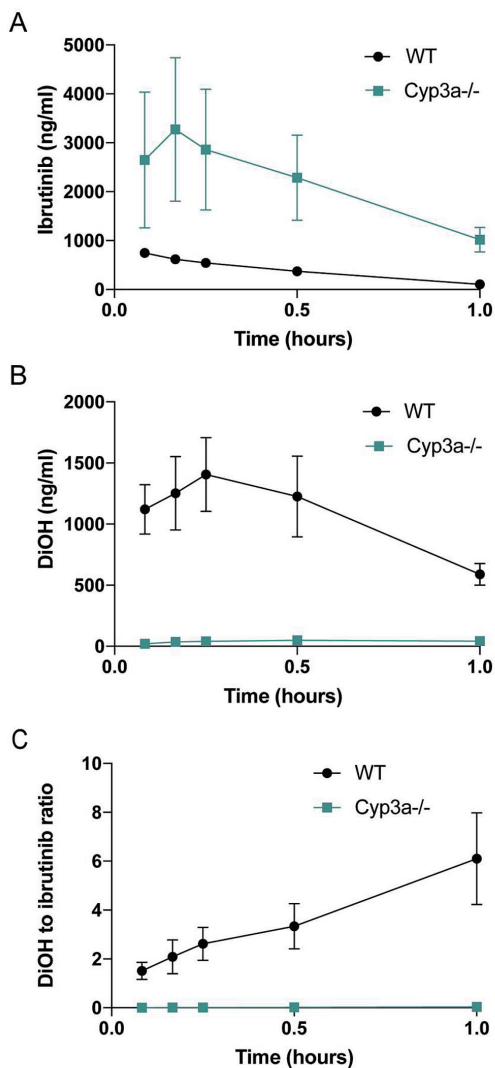 A
Ibrutinib (ng/ml)
5000
4000
3000
2000
1000
0
0.0
0.5
1.0
Time (hours)
WT
Cyp3a-/-
B
DiOH (ng/ml)
2000
1500
1000
500
0
0.0
0.5
1.0
Time (hours)
WT
Cyp3a-/-
C
DiOH to ibrutinib ratio
10
8
6
4
2
0
0.0
0.5
1.0
Time (hours)
WT
Cyp3a-/-